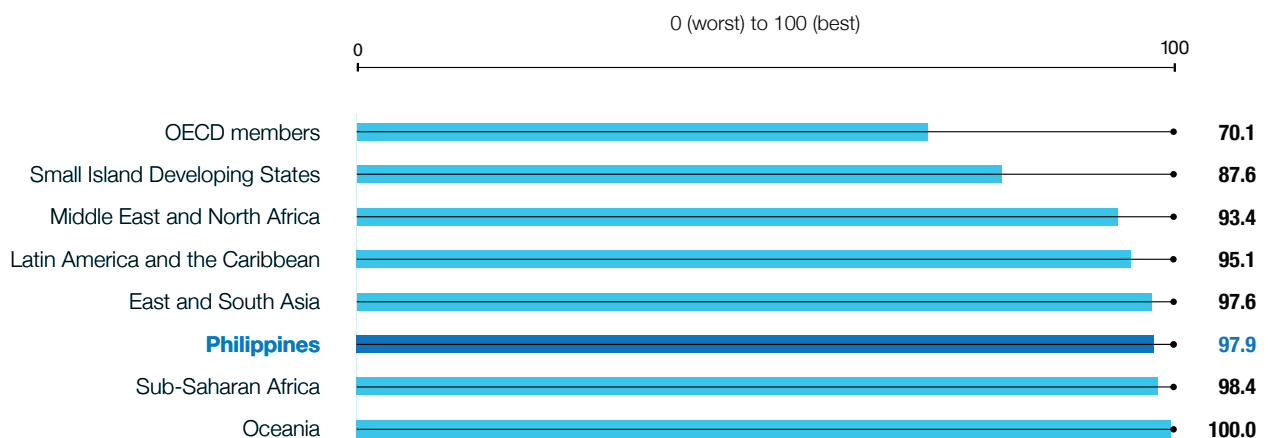 0 (worst) to 100 (best)
0 100
OECD members 70.1
Small Island Developing States 87.6
Middle East and North Africa 93.4
Latin America and the Caribbean 95.1
East and South Asia 97.6
Philippines 97.9
Sub-Saharan Africa 98.4
Oceania 100.0